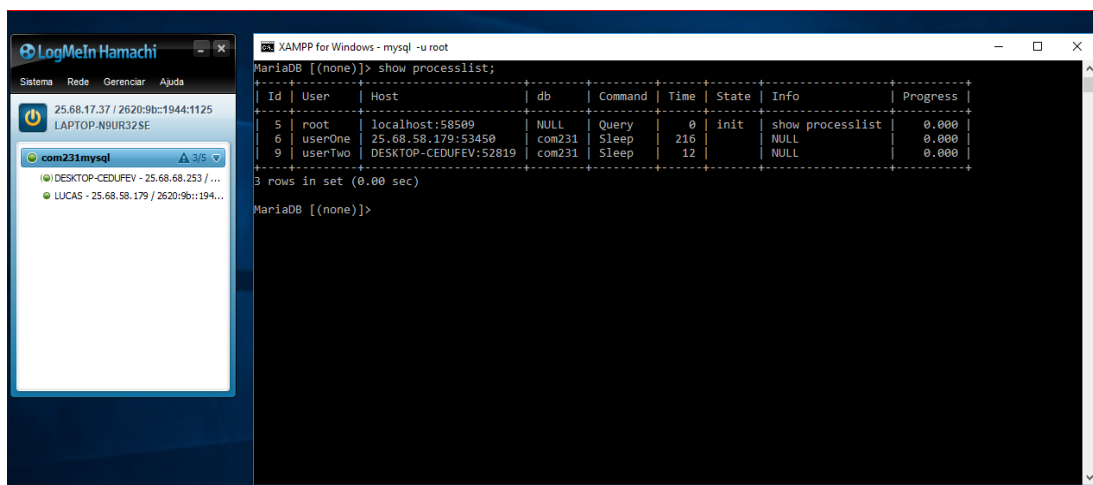 LogMeIn Hamachi
Sistema Rede Gerenciar Ajuda
25.68.17.37 / 2620:9b::1944:1125
LAPTOP-N9UR32SE
com231mysql 3/5
DESKTOP-CEDUFEV - 25.68.68.253 / ...
LUCAS - 25.68.58.179 / 2620:9b::194...
XAMPP for Windows - mysql -u root
MariaDB [(none)]> show processlist;
+----+---------+-----------------------+--------+---------+------+-------+------------------+----------+
| Id | User | Host | db | Command | Time | State | Info | Progress |
+----+---------+-----------------------+--------+---------+------+-------+------------------+----------+
| 5 | root | localhost:58509 | NULL | Query | 0 | init | show processlist | 0.000 |
| 6 | userOne | 25.68.58.179:53450 | com231 | Sleep | 216 | | NULL | 0.000 |
| 9 | userTwo | DESKTOP-CEDUFEV:52819 | com231 | Sleep | 12 | | NULL | 0.000 |
+----+---------+-----------------------+--------+---------+------+-------+------------------+----------+
3 rows in set (0.00 sec)
MariaDB [(none)]>